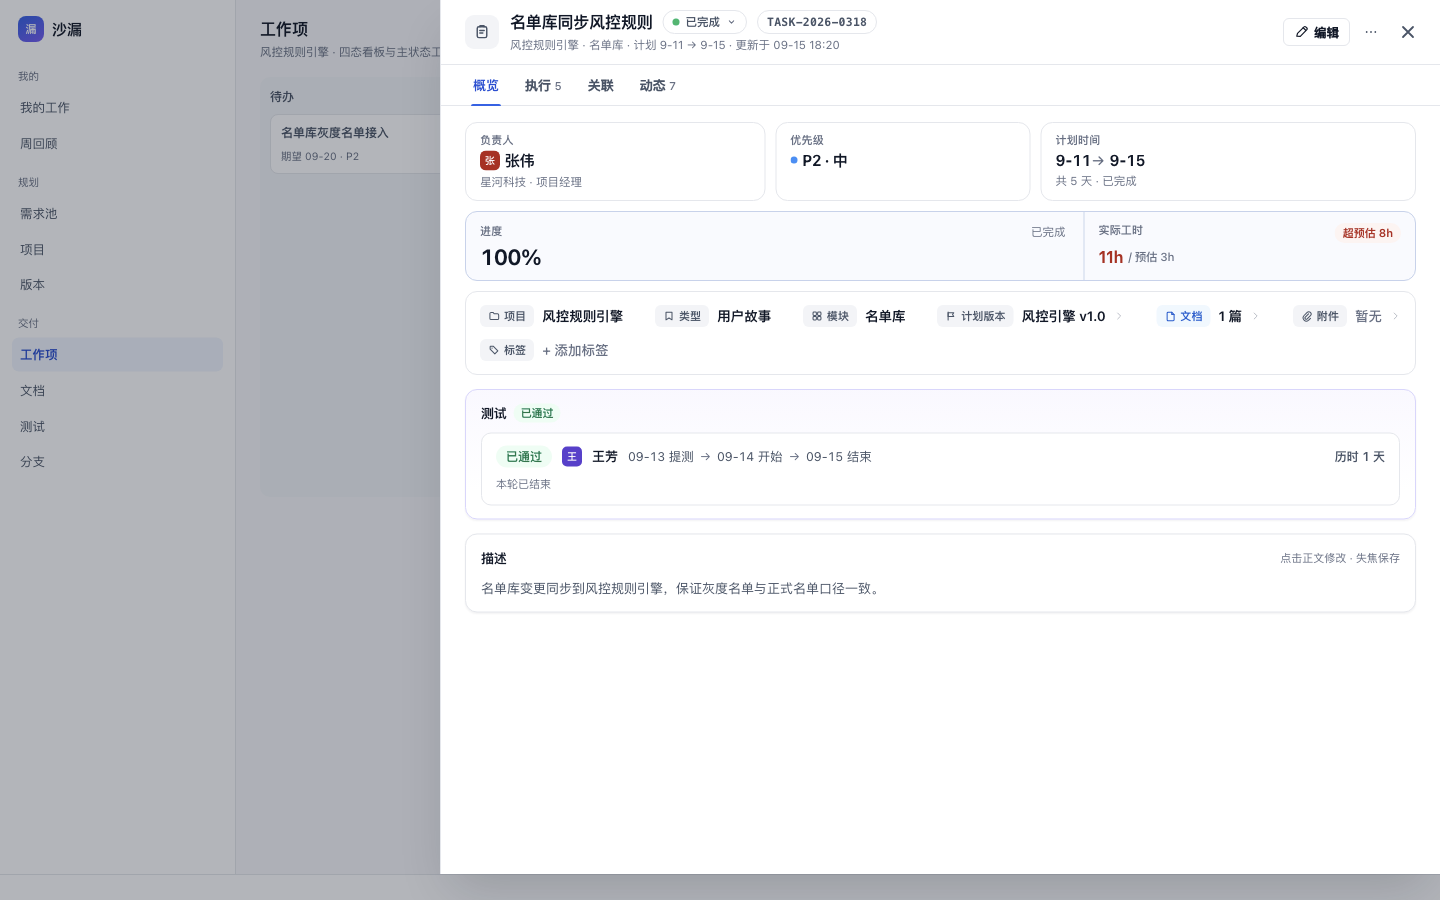 漏 沙漏
我的
我的工作
周回顾
规划
需求池
项目
版本
交付
工作项
文档
测试
分支
工作项
风控规则引擎 · 四态看板与主状态工
待办
名单库灰度名单接入
期望 09-20 · P2
名单库同步风控规则 已完成 TASK-2026-0318
风控规则引擎 · 名单库 · 计划 9-11 → 9-15 · 更新于 09-15 18:20
编辑 ···
概览 执行 5 关联 动态 7
负责人
张 张伟
星河科技 · 项目经理
优先级
P2 · 中
计划时间
9-11→ 9-15
共 5 天 · 已完成
进度 已完成
100%
实际工时 超预估 8h
11h / 预估 3h
项目 风控规则引擎 类型 用户故事 模块 名单库 计划版本 风控引擎 v1.0 文档 1 篇 附件 暂无
标签 + 添加标签
测试 已通过
已通过 王 王芳 09-13 提测 → 09-14 开始 → 09-15 结束 历时 1 天
本轮已结束
描述 点击正文修改 · 失焦保存
名单库变更同步到风控规则引擎，保证灰度名单与正式名单口径一致。